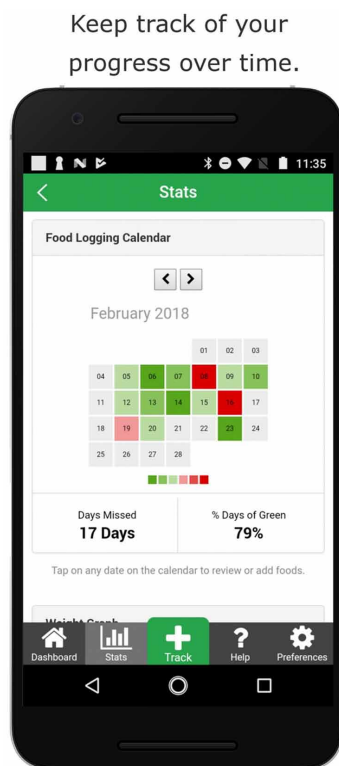 Keep track of your
progress over time.
11:35
Stats
Food Logging Calendar
February 2018
01 02 03
04 05 06 07 08 09 10
11 12 13 14 15 16 17
18 19 20 21 22 23 24
25 26 27 28
Days Missed % Days of Green
17 Days 79%
Tap on any date on the calendar to review or add foods.
Weight Graph
Dashboard Stats Track Help Preferences